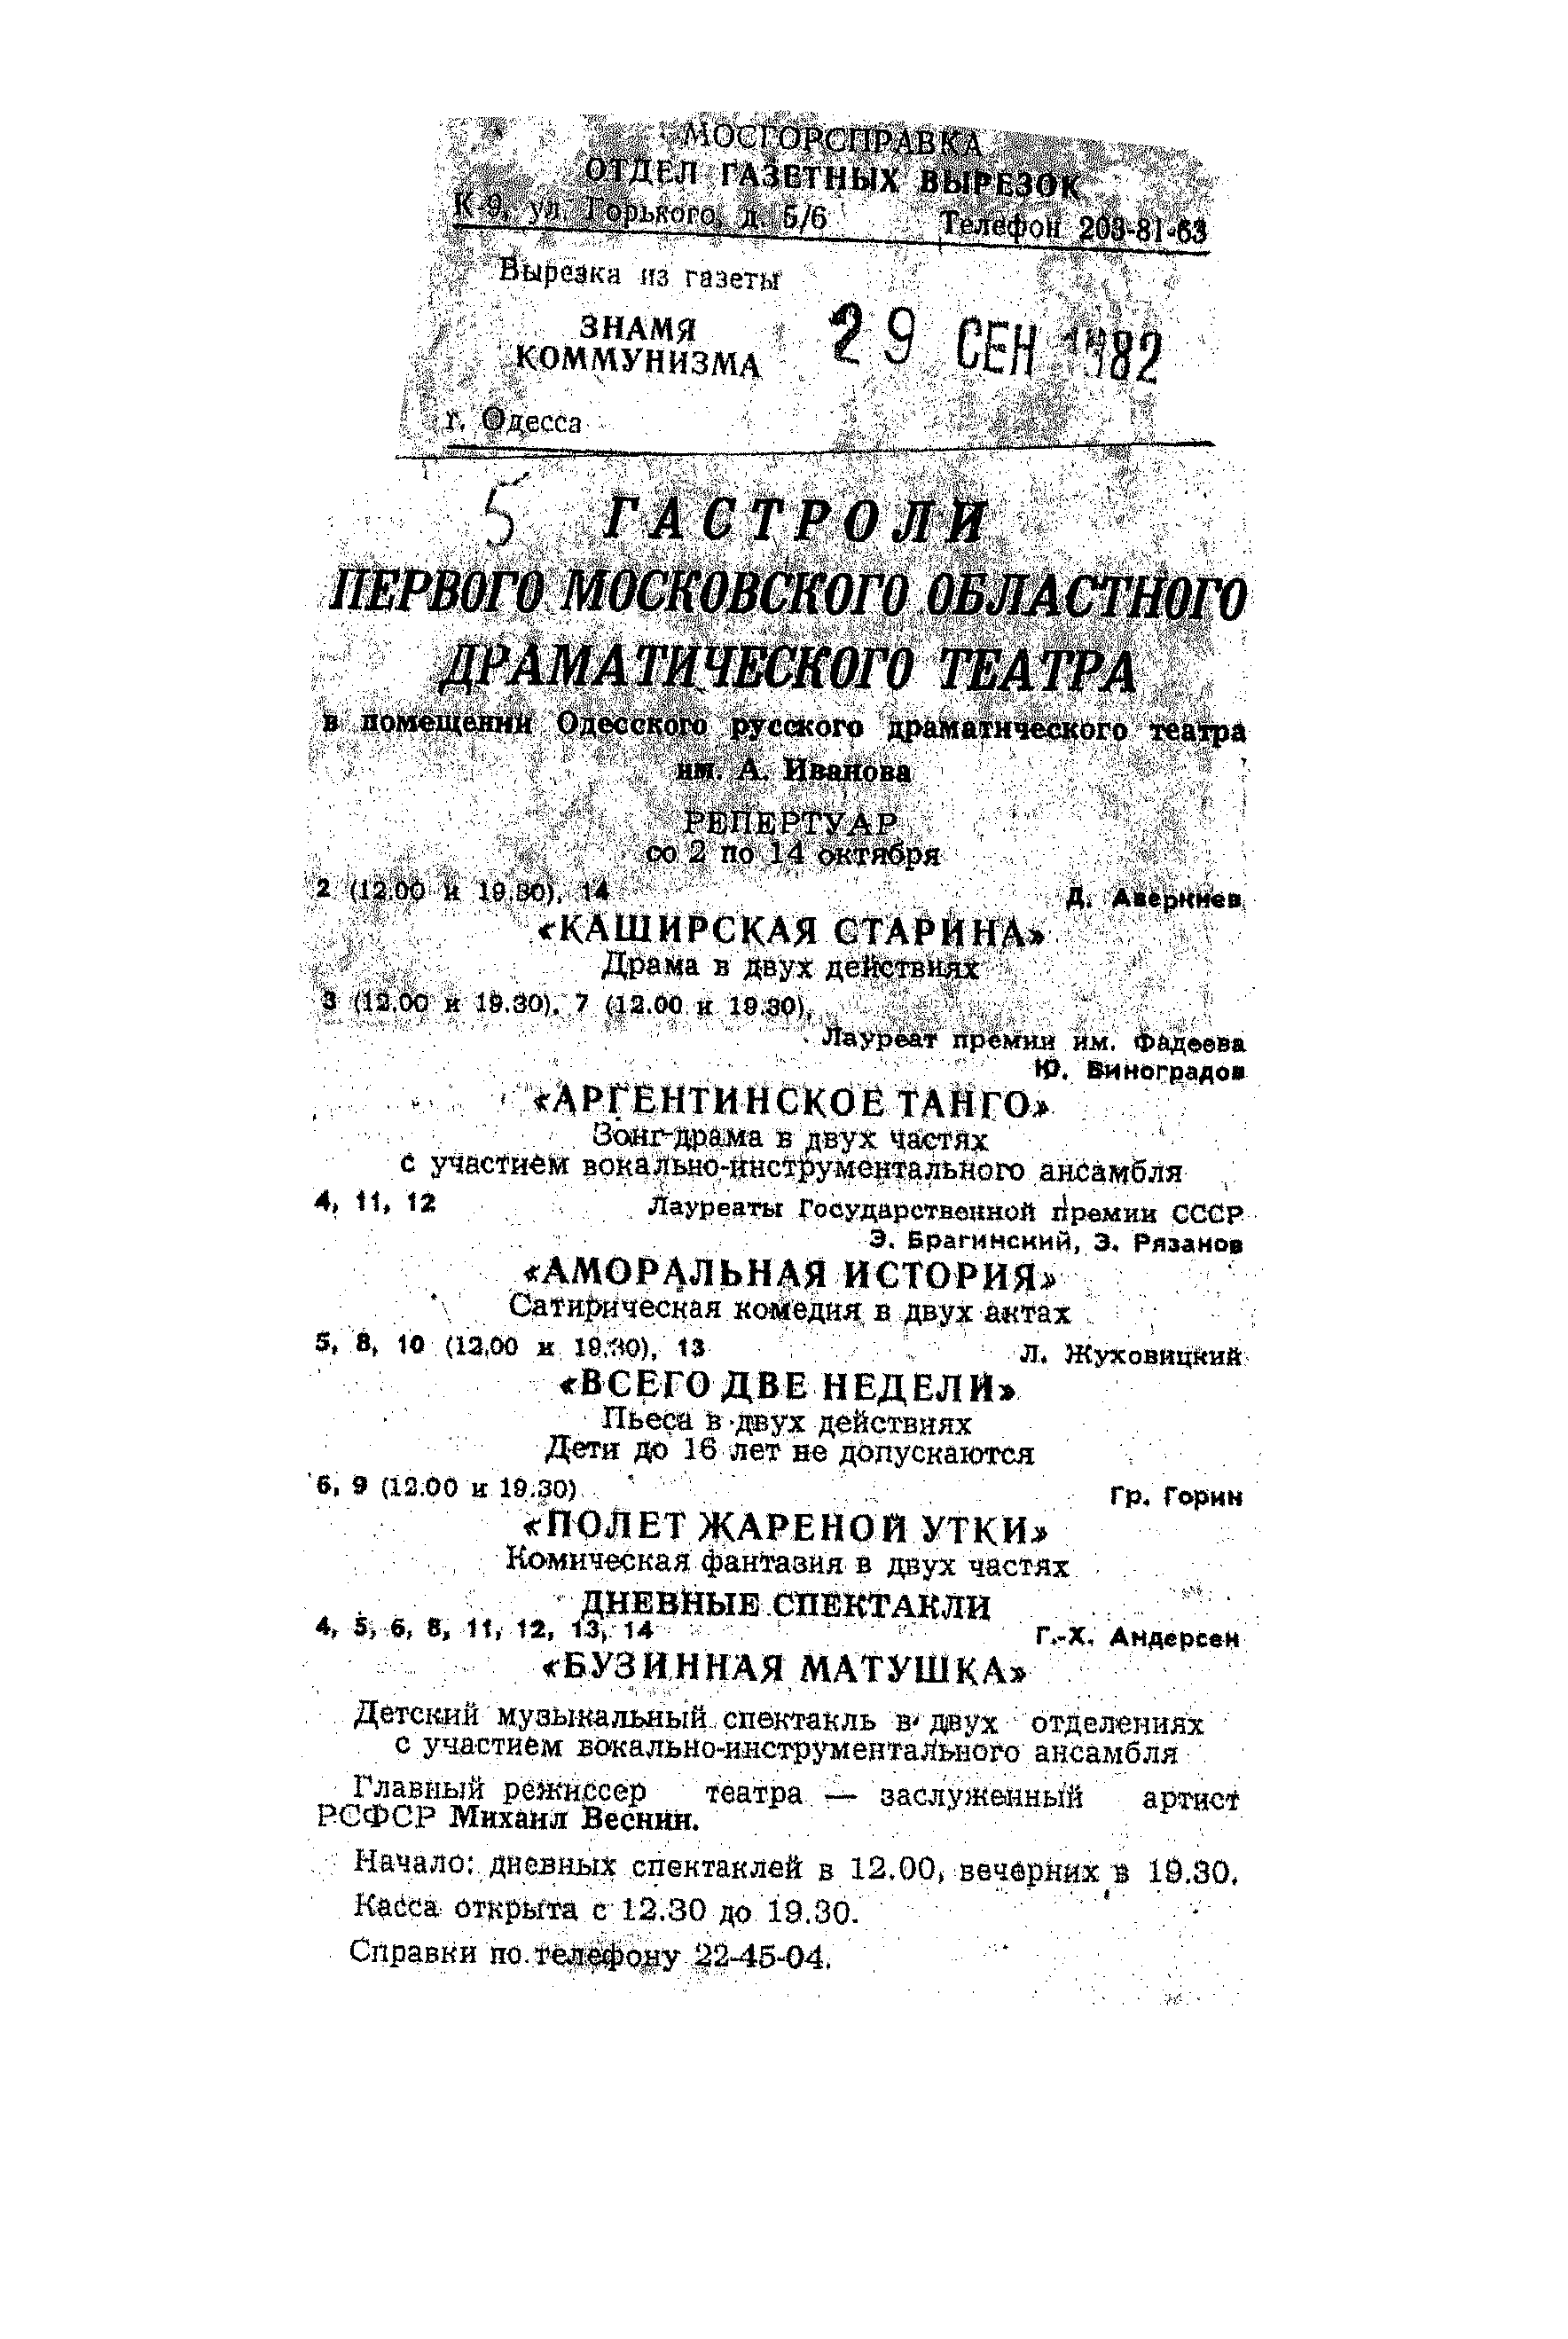 МОСГОРСПРАВКА
ОТДЕЛ ГАЗЕТНЫХ ВЫРЕЗОК
К-9, ул. Горького, д. 5/6 Телефон 203-81-63
Вырезка из газеты
ЗНАМЯ
КОММУНИЗМА
29 СЕН 1982
г. Одесса
5
ГАСТРОЛИ
ПЕРВОГО МОСКОВСКОГО ОБЛАСТНОГО
ДРАМАТИЧЕСКОГО ТЕАТРА
в помещении Одесского русского драматического театра
им. А. Иванова
РЕПЕРТУАР
со 2 по 14 октября
2 (12.00 и 19.30), 14 Д. Аверкиев
«КАШИРСКАЯ СТАРИНА»
Драма в двух действиях
3 (12.00 и 19.30), 7 (12.00 и 19.30),
Лауреат премии им. Фадеева
Ю. Виноградов
«АРГЕНТИНСКОЕ ТАНГО»
Зонг-драма в двух частях
с участием вокально-инструментального ансамбля
4, 11, 12 Лауреаты Государственной премии СССР
Э. Брагинский, Э. Рязанов
«АМОРАЛЬНАЯ ИСТОРИЯ»
Сатирическая комедия в двух актах
5, 8, 10 (12.00 и 19.30), 13 Л. Жуховицкий
«ВСЕГО ДВЕ НЕДЕЛИ»
Пьеса в двух действиях
Дети до 16 лет не допускаются
6, 9 (12.00 и 19.30) Гр. Горин
«ПОЛЕТ ЖАРЕНОЙ УТКИ»
Комическая фантазия в двух частях
ДНЕВНЫЕ СПЕКТАКЛИ
4, 5, 6, 8, 11, 12, 13, 14 Г.-Х. Андерсен
«БУЗИННАЯ МАТУШКА»
Детский музыкальный спектакль в двух отделениях
с участием вокально-инструментального ансамбля
Главный режиссер театра — заслуженный артист
РСФСР Михаил Веснин.
Начало: дневных спектаклей в 12.00, вечерних в 19.30.
Касса открыта с 12.30 до 19.30.
Справки по телефону 22-45-04.